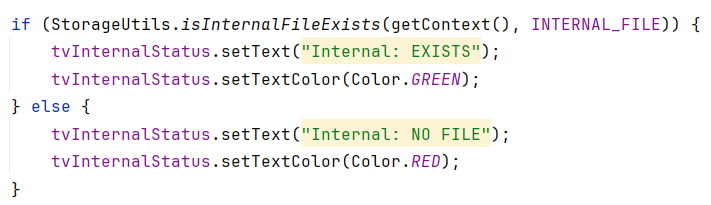 if (StorageUtils.isInternalFileExists(getContext(), INTERNAL_FILE)) {
    tvInternalStatus.setText("Internal: EXISTS");
    tvInternalStatus.setTextColor(Color.GREEN);
} else {
    tvInternalStatus.setText("Internal: NO FILE");
    tvInternalStatus.setTextColor(Color.RED);
}